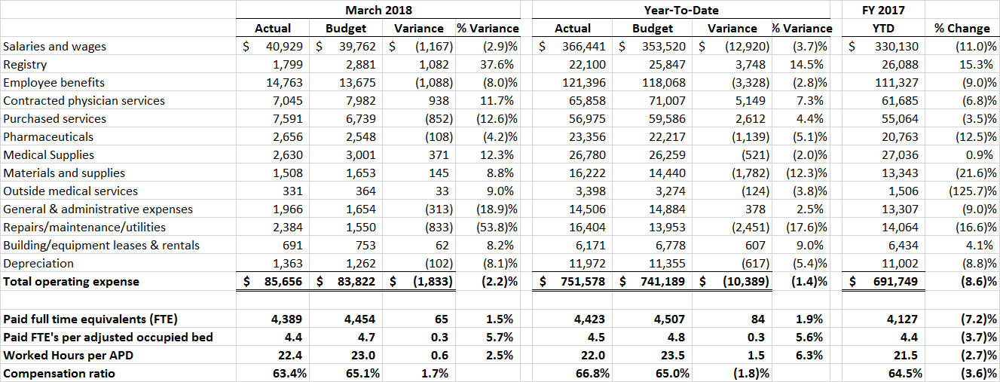 March 2018 Year-To-Date FY 2017
Actual Budget Variance % Variance Actual Budget Variance % Variance YTD % Change
Salaries and wages $ 40,929 $ 39,762 $ (1,167) (2.9)% $ 366,441 $ 353,520 $ (12,920) (3.7)% $ 330,130 (11.0)%
Registry 1,799 2,881 1,082 37.6% 22,100 25,847 3,748 14.5% 26,088 15.3%
Employee benefits 14,763 13,675 (1,088) (8.0)% 121,396 118,068 (3,328) (2.8)% 111,327 (9.0)%
Contracted physician services 7,045 7,982 938 11.7% 65,858 71,007 5,149 7.3% 61,685 (6.8)%
Purchased services 7,591 6,739 (852) (12.6)% 56,975 59,586 2,612 4.4% 55,064 (3.5)%
Pharmaceuticals 2,656 2,548 (108) (4.2)% 23,356 22,217 (1,139) (5.1)% 20,763 (12.5)%
Medical Supplies 2,630 3,001 371 12.3% 26,780 26,259 (521) (2.0)% 27,036 0.9%
Materials and supplies 1,508 1,653 145 8.8% 16,222 14,440 (1,782) (12.3)% 13,343 (21.6)%
Outside medical services 331 364 33 9.0% 3,398 3,274 (124) (3.8)% 1,506 (125.7)%
General & administrative expenses 1,966 1,654 (313) (18.9)% 14,506 14,884 378 2.5% 13,307 (9.0)%
Repairs/maintenance/utilities 2,384 1,550 (833) (53.8)% 16,404 13,953 (2,451) (17.6)% 14,064 (16.6)%
Building/equipment leases & rentals 691 753 62 8.2% 6,171 6,778 607 9.0% 6,434 4.1%
Depreciation 1,363 1,262 (102) (8.1)% 11,972 11,355 (617) (5.4)% 11,002 (8.8)%
Total operating expense $ 85,656 $ 83,822 $ (1,833) (2.2)% $ 751,578 $ 741,189 $ (10,389) (1.4)% $ 691,749 (8.6)%
Paid full time equivalents (FTE) 4,389 4,454 65 1.5% 4,423 4,507 84 1.9% 4,127 (7.2)%
Paid FTE's per adjusted occupied bed 4.4 4.7 0.3 5.7% 4.5 4.8 0.3 5.6% 4.4 (3.7)%
Worked Hours per APD 22.4 23.0 0.6 2.5% 22.0 23.5 1.5 6.3% 21.5 (2.7)%
Compensation ratio 63.4% 65.1% 1.7% 66.8% 65.0% (1.8)% 64.5% (3.6)%